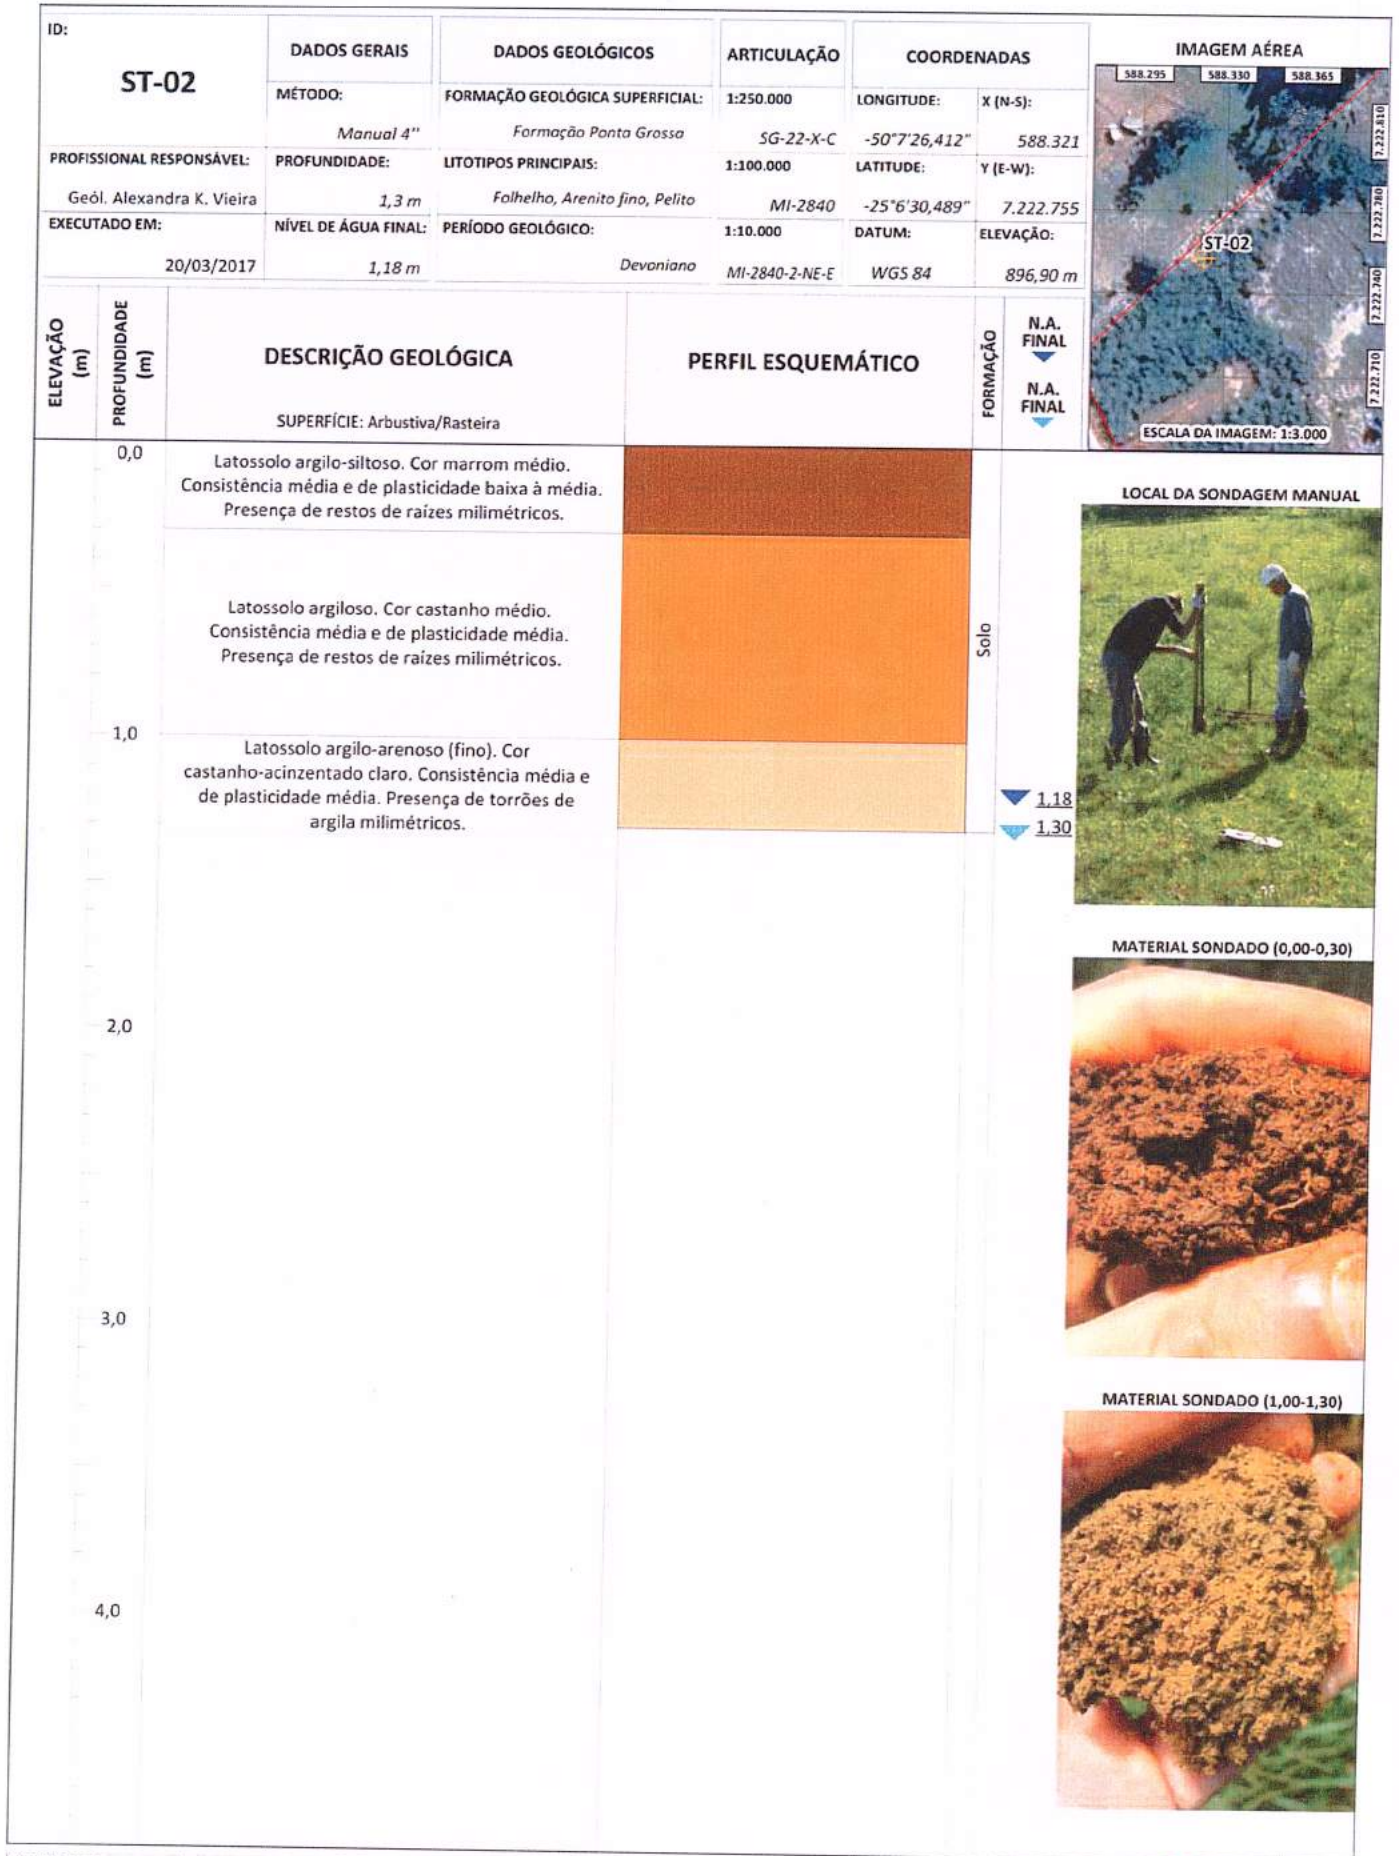 ID:
ST-02
DADOS GERAIS
DADOS GEOLÓGICOS
ARTICULAÇÃO
COORDENADAS
IMAGEM AÉREA
MÉTODO:
Manual 4"
FORMAÇÃO GEOLÓGICA SUPERFICIAL:
Formação Ponta Grossa
1:250.000
SG-22-X-C
LONGITUDE:
-50°7'26,412"
X (N-S):
588.321
PROFISSIONAL RESPONSÁVEL:
Geól. Alexandra K. Vieira
PROFUNDIDADE:
1,3 m
LITOTIPOS PRINCIPAIS:
Folhelho, Arenito fino, Pelito
1:100.000
MI-2840
LATITUDE:
-25°6'30,489"
Y (E-W):
7.222.755
EXECUTADO EM:
20/03/2017
NÍVEL DE ÁGUA FINAL:
1,18 m
PERÍODO GEOLÓGICO:
Devoniano
1:10.000
MI-2840-2-NE-E
DATUM:
WGS 84
ELEVAÇÃO:
896,90 m
588.295
588.330
588.365
7.222.810
7.222.780
7.222.740
7.222.710
ST-02
ESCALA DA IMAGEM: 1:3.000
ELEVAÇÃO
(m)
PROFUNDIDADE
(m)
DESCRIÇÃO GEOLÓGICA
SUPERFÍCIE: Arbustiva/Rasteira
PERFIL ESQUEMÁTICO
FORMAÇÃO
N.A.
FINAL
N.A.
FINAL
0,0
Latossolo argilo-siltoso. Cor marrom médio.
Consistência média e de plasticidade baixa à média.
Presença de restos de raízes milimétricos.
Latossolo argiloso. Cor castanho médio.
Consistência média e de plasticidade média.
Presença de restos de raízes milimétricos.
Solo
1,0
Latossolo argilo-arenoso (fino). Cor
castanho-acinzentado claro. Consistência média e
de plasticidade média. Presença de torrões de
argila milimétricos.
1,18
1,30
2,0
3,0
4,0
LOCAL DA SONDAGEM MANUAL
MATERIAL SONDADO (0,00-0,30)
MATERIAL SONDADO (1,00-1,30)